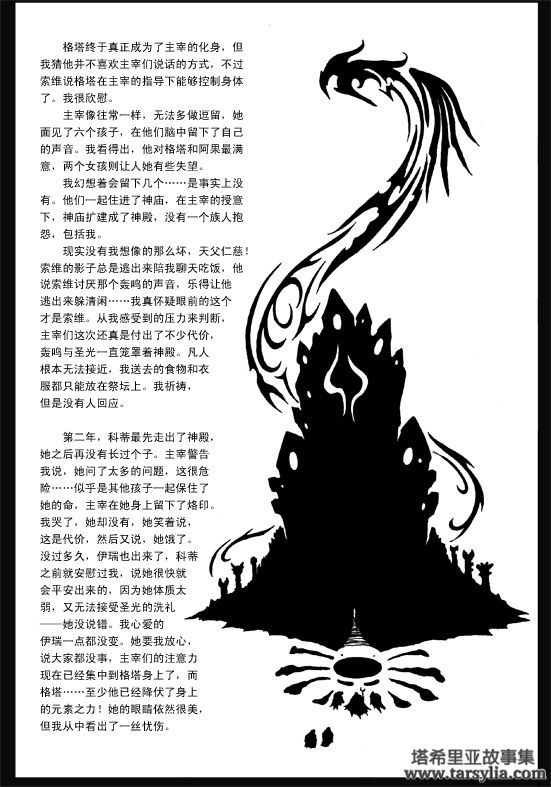 格塔终于真正成为了主宰的化身，但
我猜他并不喜欢主宰们说话的方式，不过
索维说格塔在主宰的指导下能够控制身体
了。我很欣慰。
主宰像往常一样，无法多做逗留，她
面见了六个孩子，在他们脑中留下了自己
的声音。我看得出，他对格塔和阿果最满
意，两个女孩则让人她有些失望。
我幻想着会留下几个……是事实上没
有。他们一起住进了神庙，在主宰的授意
下，神庙扩建成了神殿，没有一个族人抱
怨，包括我。
现实没有我想像的那么坏，天父仁慈！
索维的影子总是逃出来陪我聊天吃饭，他
说索维讨厌那个轰鸣的声音，乐得让他
逃出来躲清闲……我真怀疑眼前的这个
才是索维。从我感受到的压力来判断，
主宰们这次还真是付出了不少代价，
轰鸣与圣光一直笼罩着神殿。凡人
根本无法接近，我送去的食物和衣
服都只能放在祭坛上。我祈祷，
但是没有人回应。
第二年，科蒂最先走出了神殿，
她之后再没有长过个子。主宰警告
我说，她问了太多的问题，这很危
险……似乎是其他孩子一起保住了
她的命，主宰在她身上留下了烙印。
我哭了，她却没有，她笑着说，
这是代价，然后又说，她饿了。
没过多久，伊瑞也出来了，科蒂
之前就安慰过我，说她很快就
会平安出来的，因为她体质太
弱，又无法接受圣光的洗礼
——她没说错。我心爱的
伊瑞一点都没变。她要我放心，
说大家都没事，主宰们的注意力
现在已经集中到格塔身上了，而
格塔……至少他已经降伏了身上
的元素之力！她的眼睛依然很美，
但我从中看出了一丝忧伤。
塔希里亚故事集
www.tarsylia.com